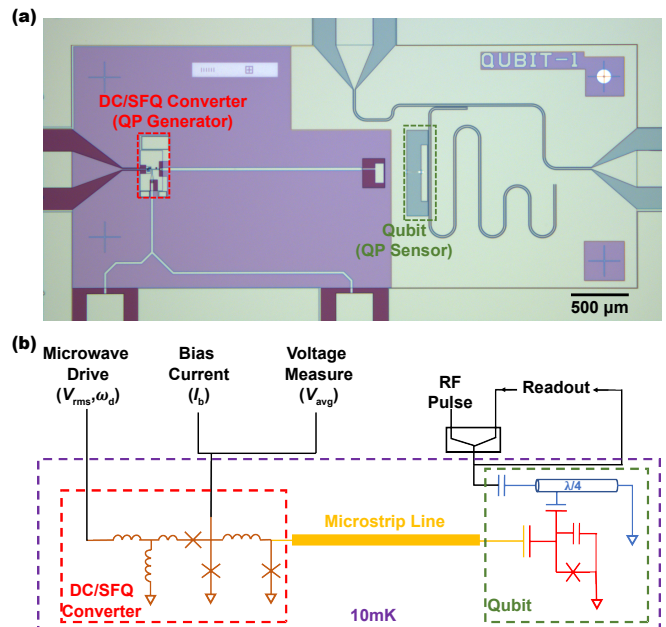 (a)
QUBIT-1
DC/SFQ Converter
(QP Generator)
Qubit
(QP Sensor)
500 µm
(b)
Microwave
Drive
(Vrms,ωd)
Bias
Current
(Ib)
Voltage
Measure
(Vavg)
RF
Pulse
Readout
λ/4
Microstrip Line
DC/SFQ
Converter
Qubit
10mK